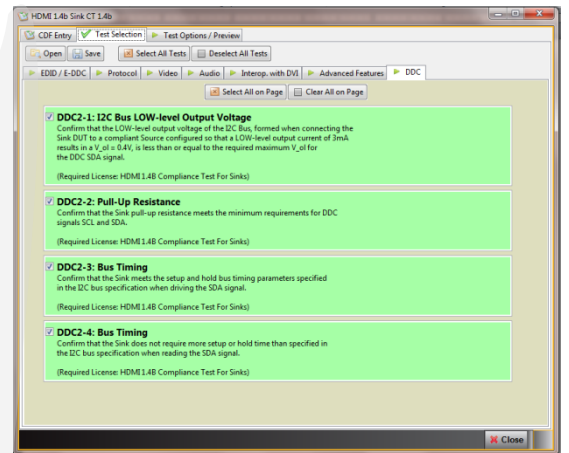 HDMI 1.4b Sink CT 1.4b
CDF Entry Test Selection Test Options / Preview
Open Save Select All Tests Deselect All Tests
EDID / E-DDC Protocol Video Audio Interop. with DVI Advanced Features DDC
Select All on Page Clear All on Page
DDC2-1: I2C Bus LOW-level Output Voltage
Confirm that the LOW-level output voltage of the I2C Bus, formed when connecting the
Sink DUT to a compliant Source configured so that a LOW-level output current of 3mA
results in a V_ol = 0.4V, is less than or equal to the required maximum V_ol for
the DDC SDA signal.
(Required License: HDMI 1.4B Compliance Test For Sinks)
DDC2-2: Pull-Up Resistance
Confirm that the Sink pull-up resistance meets the minimum requirements for DDC
signals SCL and SDA.
(Required License: HDMI 1.4B Compliance Test For Sinks)
DDC2-3: Bus Timing
Confirm that the Sink meets the setup and hold bus timing parameters specified
in the I2C bus specification when driving the SDA signal.
(Required License: HDMI 1.4B Compliance Test For Sinks)
DDC2-4: Bus Timing
Confirm that the Sink does not require more setup or hold time than specified in
the I2C bus specification when reading the SDA signal.
(Required License: HDMI 1.4B Compliance Test For Sinks)
Close